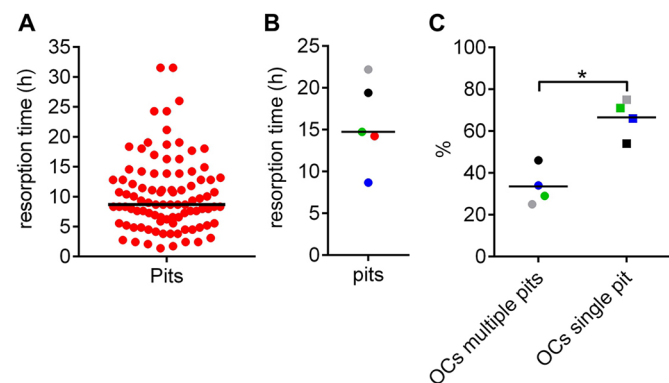 A
resorption time (h)
35
30
25
20
15
10
5
0
Pits
B
resorption time (h)
25
20
15
10
5
0
pits
C
%
100
80
60
40
20
0
*
OCs multiple pits
OCs single pit